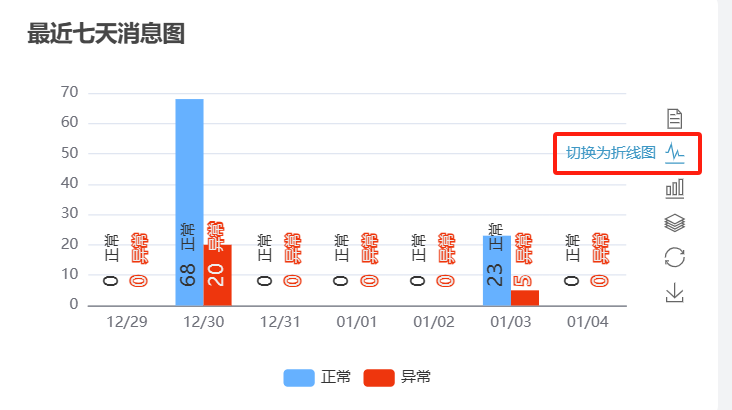 最近七天消息图
70
60
50
40
30
20
10
0
切换为折线图
0 正常
0 异常
68 正常
20 异常
0 正常
0 异常
0 正常
0 异常
0 正常
0 异常
23 正常
5 异常
0 正常
0 异常
12/29 12/30 12/31 01/01 01/02 01/03 01/04
正常 异常